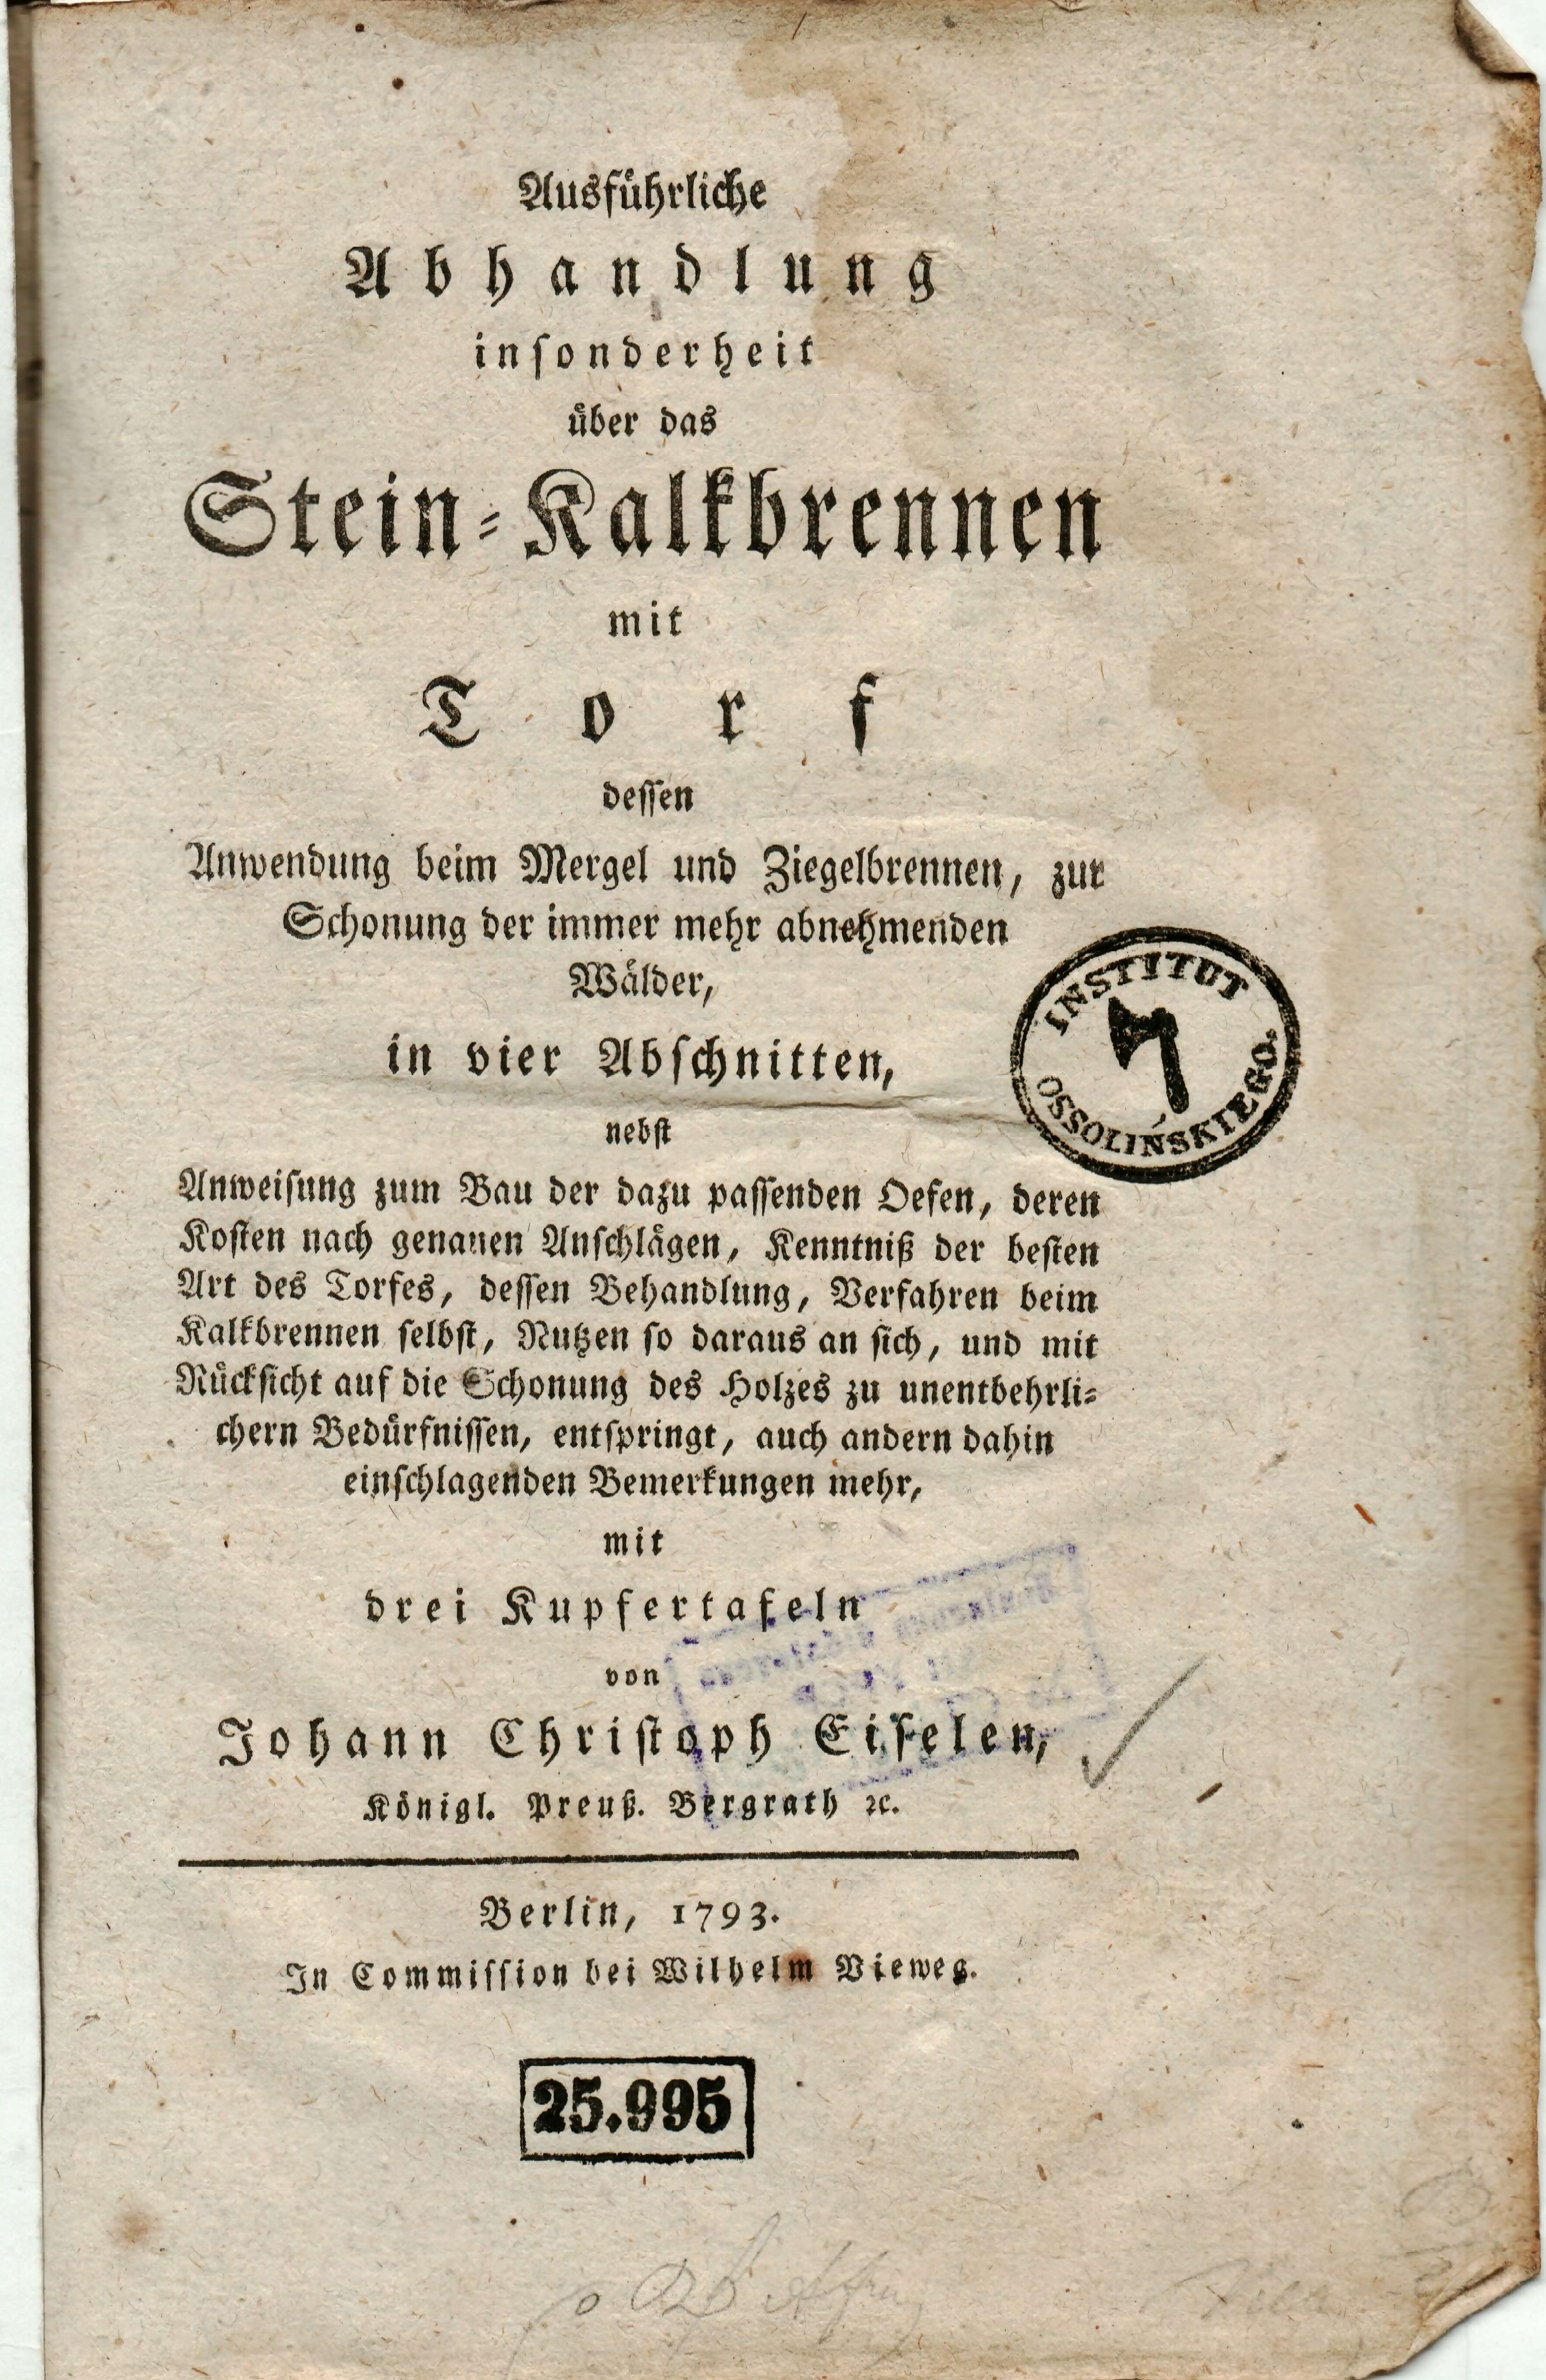 Ausführliche
Abhandlung
inſonderheit
über das
Stein-Kalkbrennen
mit
Torf
deſſen
Anwendung beim Mergel und Ziegelbrennen, zur
Schonung der immer mehr abnehmenden
Wälder,
in vier Abſchnitten,
INSTITUT
OSSOLIŃSKIEGO.
nebſt
Anweiſung zum Bau der dazu paſſenden Oefen, deren
Koſten nach genauen Anſchlägen, Kenntniß der beſten
Art des Torfes, deſſen Behandlung, Verfahren beim
Kalkbrennen ſelbſt, Nutzen ſo daraus an ſich, und mit
Rückſicht auf die Schonung des Holzes zu unentbehrli-
chern Bedürfniſſen, entſpringt, auch andern dahin
einſchlagenden Bemerkungen mehr,
mit
drei Kupfertafeln
von
Johann Chriſtoph Eiſelen,
Königl. Preuß. Bergrath ꝛc.
Berlin, 1793.
In Commiſſion bei Wilhelm Vieweg.
25.995